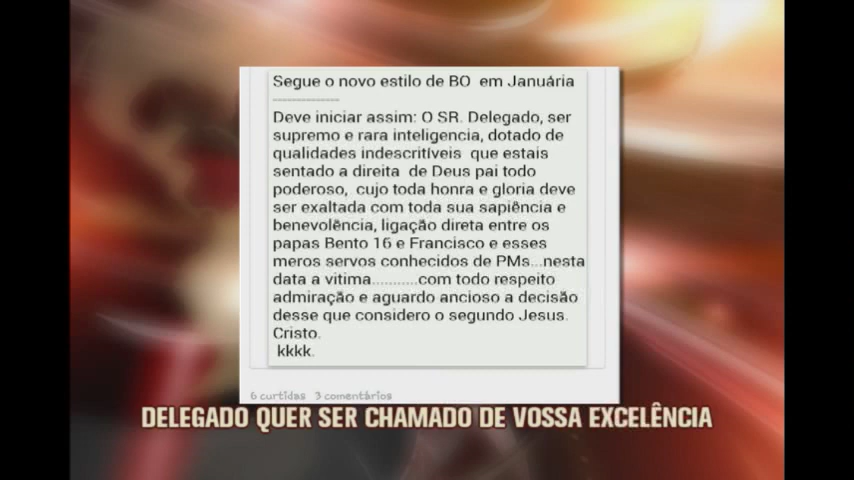 Segue o novo estilo de BO em Januária
--------------
Deve iniciar assim: O SR. Delegado, ser
supremo e rara inteligencia, dotado de
qualidades indescritíveis que estais
sentado a direita de Deus pai todo
poderoso, cujo toda honra e gloria deve
ser exaltada com toda sua sapiência e
benevolência, ligação direta entre os
papas Bento 16 e Francisco e esses
meros servos conhecidos de PMs...nesta
data a vitima...........com todo respeito
admiração e aguardo ancioso a decisão
desse que considero o segundo Jesus.
Cristo.
kkkk.
6 curtidas 3 comentários
DELEGADO QUER SER CHAMADO DE VOSSA EXCELÊNCIA